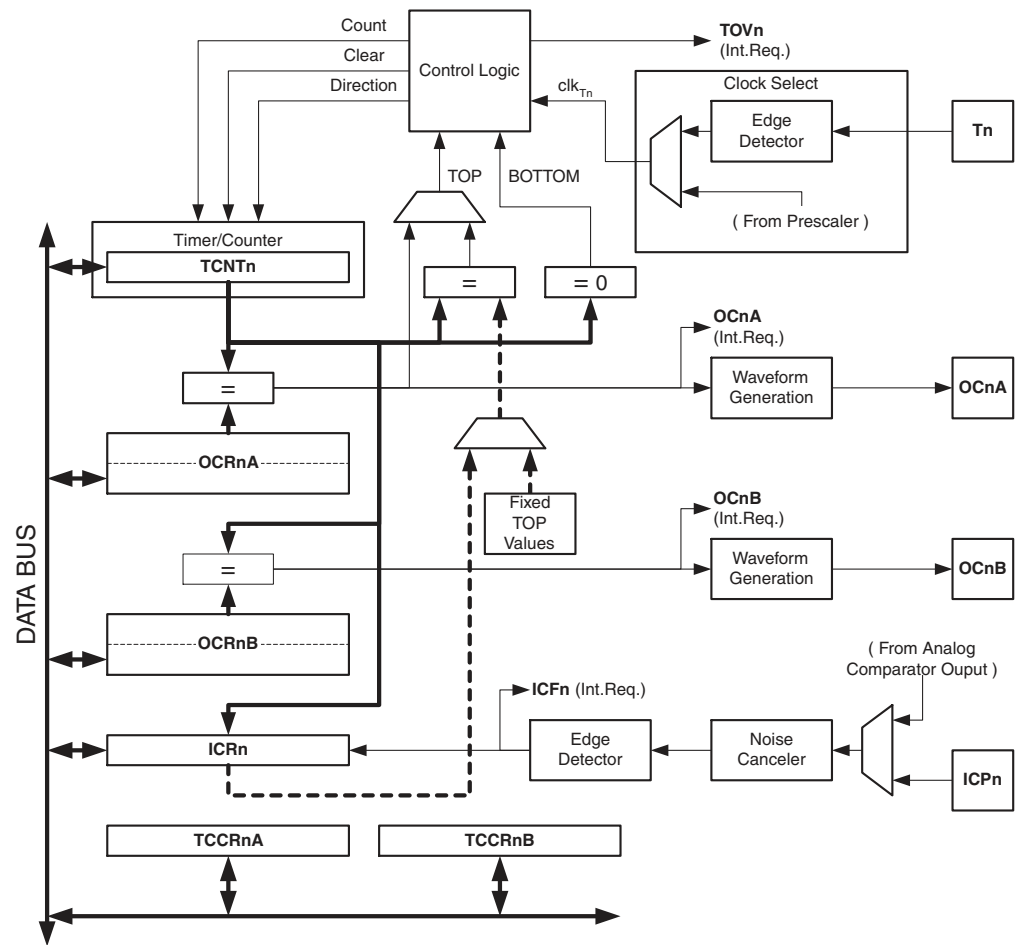 Count
Clear
Direction
Control Logic
TOVn
(Int.Req.)
clkTn
Clock Select
Edge
Detector
Tn
( From Prescaler )
TOP
BOTTOM
Timer/Counter
TCNTn
=
= 0
OCnA
(Int.Req.)
=
Waveform
Generation
OCnA
OCRnA
Fixed
TOP
Values
OCnB
(Int.Req.)
=
Waveform
Generation
OCnB
OCRnB
DATA BUS
( From Analog
Comparator Ouput )
ICFn (Int.Req.)
ICRn
Edge
Detector
Noise
Canceler
ICPn
TCCRnA
TCCRnB